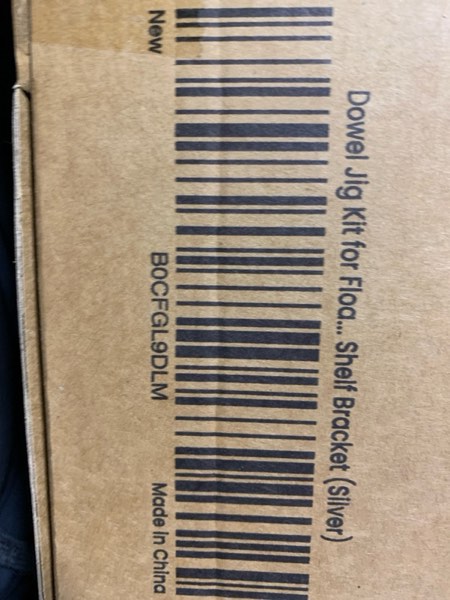 Dowel Jig Kit for Floa... Shelf Bracket (Silver)
B0CFGL9DLM
New
Made in China